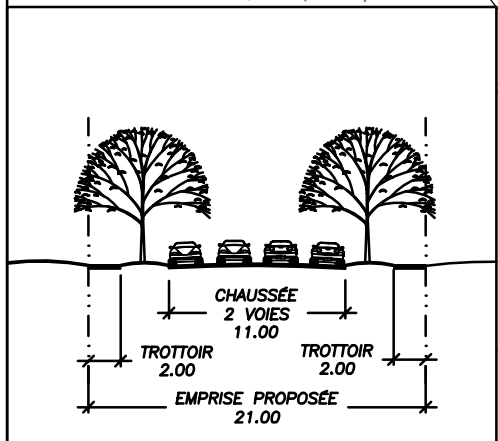 CHAUSSÉE
2 VOIES
11.00
TROTTOIR
2.00
TROTTOIR
2.00
EMPRISE PROPOSÉE
21.00